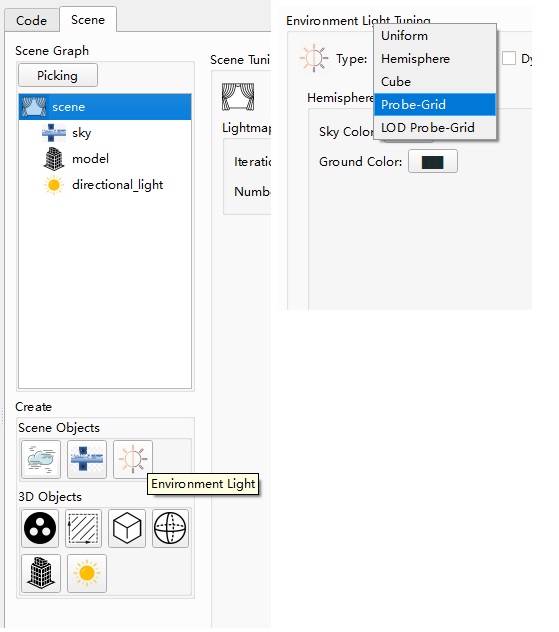 Code
Scene
Scene Graph
Picking
scene
sky
model
directional_light
Scene Tuni
Lightmap
Iteratio
Numbe
Create
Scene Objects
Environment Light
3D Objects
Environment Light Tuning
Type:
Uniform
Hemisphere
Cube
Probe-Grid
LOD Probe-Grid
Dy
Hemisphere
Sky Color
Ground Color: